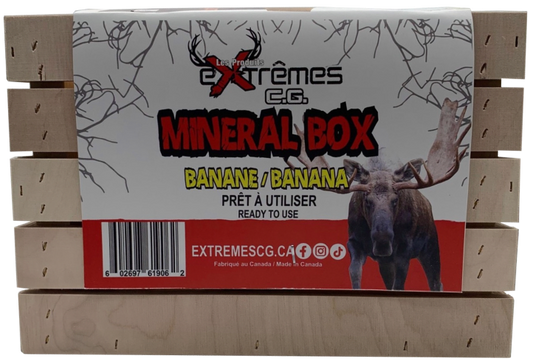 Les Produits
eXtrêmes
C.G.
MINERAL BOX
BANANE / BANANA
PRÊT À UTILISER
READY TO USE
EXTREMESCG.CA
Fabriqué au Canada / Made in Canada
6 02697 61906 2